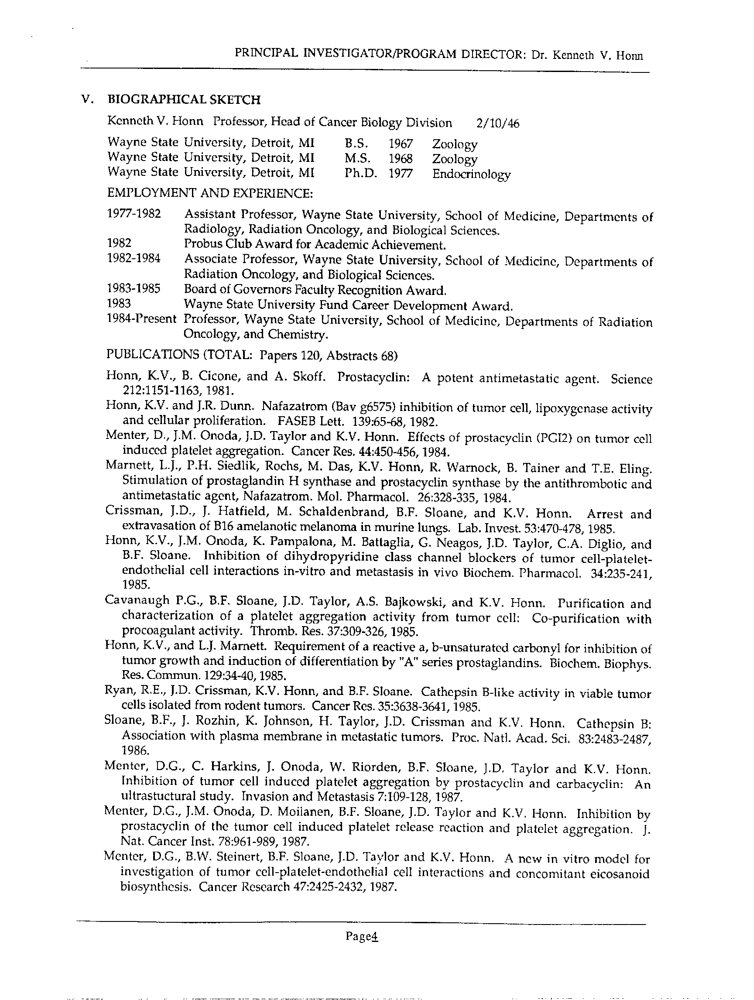 PRINCIPAL INVESTIGATOR/PROGRAM DIRECTOR: Dr. Kenneth V. Honn
V. BIOGRAPHICAL SKETCH
Kenneth V. Honn Professor, Head of Cancer Biology Division 2/10/46
Wayne State University, Detroit, MI B.S. 1967 Zoology
Wayne State University, Detroit, MI M.S. 1968 Zoology
Wayne State University, Detroit, MI Ph.D. 1977 Endocrinology
EMPLOYMENT AND EXPERIENCE:
1977-1982 Assistant Professor, Wayne State University, School of Medicine, Departments of
Radiology, Radiation Oncology, and Biological Sciences.
1982 Probus Club Award for Academic Achievement.
1982-1984 Associate Professor, Wayne State University, School of Medicine, Departments of
Radiation Oncology, and Biological Sciences.
1983-1985 Board of Governors Faculty Recognition Award.
1983 Wayne State University Fund Career Development Award.
1984-Present Professor, Wayne State University, School of Medicine, Departments of Radiation
Oncology, and Chemistry.
PUBLICATIONS (TOTAL: Papers 120, Abstracts 68)
Honn, K.V., B. Cicone, and A. Skoff. Prostacyclin: A potent antimetastatic agent. Science
212:1151-1163, 1981.
Honn, K.V. and J.R. Dunn. Nafazatrom (Bav g6575) inhibition of tumor cell, lipoxygenase activity
and cellular proliferation. FASEB Lett. 139:65-68, 1982.
Menter, D., J.M. Onoda, J.D. Taylor and K.V. Honn. Effects of prostacyclin (PGI2) on tumor cell
induced platelet aggregation. Cancer Res. 44:450-456, 1984.
Marnett, L.J., P.H. Siedlik, Rochs, M. Das, K.V. Honn, R. Warnock, B. Tainer and T.E. Eling.
Stimulation of prostaglandin H synthase and prostacyclin synthase by the antithrombotic and
antimetastatic agent, Nafazatrom. Mol. Pharmacol. 26:328-335, 1984.
Crissman, J.D., J. Hatfield, M. Schaldenbrand, B.F. Sloane, and K.V. Honn. Arrest and
extravasation of B16 amelanotic melanoma in murine lungs. Lab. Invest. 53:470-478, 1985.
Honn, K.V., J.M. Onoda, K. Pampalona, M. Battaglia, G. Neagos, J.D. Taylor, C.A. Diglio, and
B.F. Sloane. Inhibition of dihydropyridine class channel blockers of tumor cell-platelet-
endothelial cell interactions in-vitro and metastasis in vivo Biochem. Pharmacol. 34:235-241,
1985.
Cavanaugh P.G., B.F. Sloane, J.D. Taylor, A.S. Bajkowski, and K.V. Honn. Purification and
characterization of a platelet aggregation activity from tumor cell: Co-purification with
procoagulant activity. Thromb. Res. 37:309-326, 1985.
Honn, K.V., and L.J. Marnett. Requirement of a reactive a, b-unsaturated carbonyl for inhibition of
tumor growth and induction of differentiation by "A" series prostaglandins. Biochem. Biophys.
Res. Commun. 129:34-40, 1985.
Ryan, R.E., J.D. Crissman, K.V. Honn, and B.F. Sloane. Cathepsin B-like activity in viable tumor
cells isolated from rodent tumors. Cancer Res. 35:3638-3641, 1985.
Sloane, B.F., J. Rozhin, K. Johnson, H. Taylor, J.D. Crissman and K.V. Honn. Cathepsin B:
Association with plasma membrane in metastatic tumors. Proc. Natl. Acad. Sci. 83:2483-2487,
1986.
Menter, D.G., C. Harkins, J. Onoda, W. Riorden, B.F. Sloane, J.D. Taylor and K.V. Honn.
Inhibition of tumor cell induced platelet aggregation by prostacyclin and carbacyclin: An
ultrastuctural study. Invasion and Metastasis 7:109-128, 1987.
Menter, D.G., J.M. Onoda, D. Moilanen, B.F. Sloane, J.D. Taylor and K.V. Honn. Inhibition by
prostacyclin of the tumor cell induced platelet release reaction and platelet aggregation. J.
Nat. Cancer Inst. 78:961-989, 1987.
Menter, D.G., B.W. Steinert, B.F. Sloane, J.D. Taylor and K.V. Honn. A new in vitro model for
investigation of tumor cell-platelet-endothelial cell interactions and concomitant eicosanoid
biosynthesis. Cancer Research 47:2425-2432, 1987.
Page4